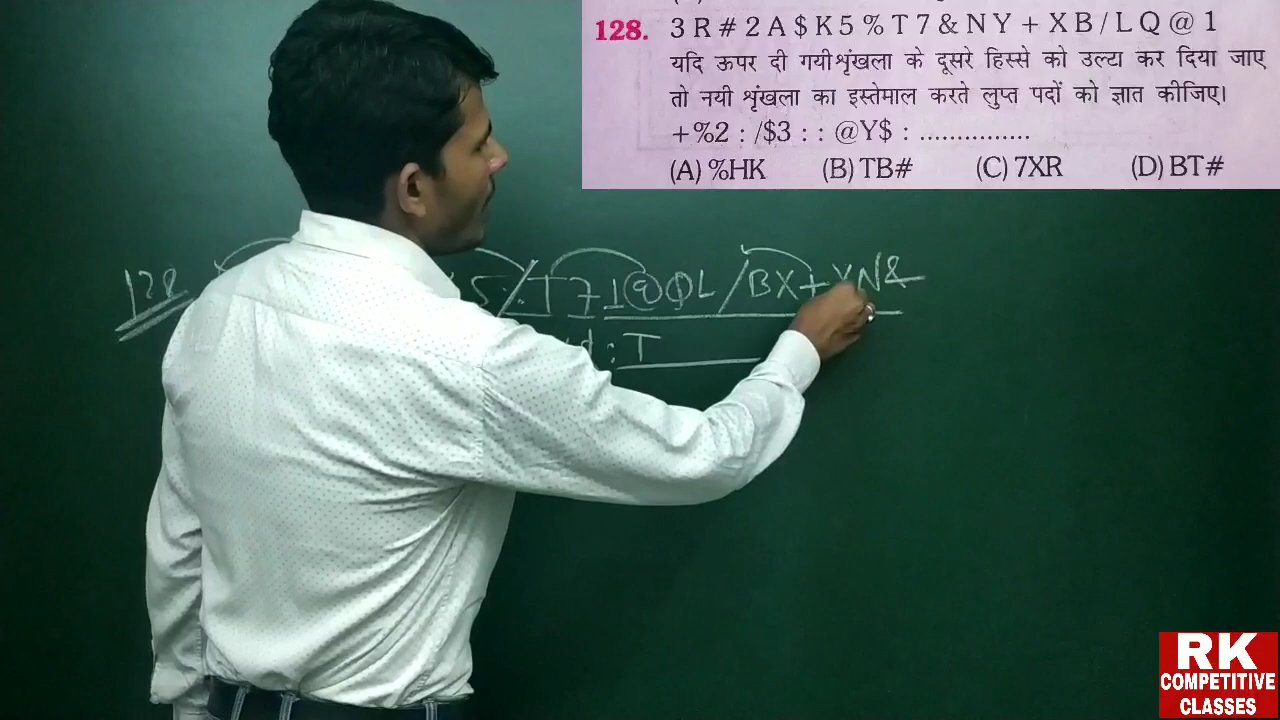 128. 3 R # 2 A $ K 5 % T 7 & N Y + X B / L Q @ 1
यदि ऊपर दी गयी शृंखला के दूसरे हिस्से को उल्टा कर दिया जाए
तो नयी शृंखला का इस्तेमाल करते लुप्त पदों को ज्ञात कीजिए।
+%2 : /$3 : : @Y$ : ...............
(A) %HK (B) TB# (C) 7XR (D) BT#
128 5 % T 7 1 @ Q L / B X + Y N &
: T
RK
COMPETITIVE
CLASSES